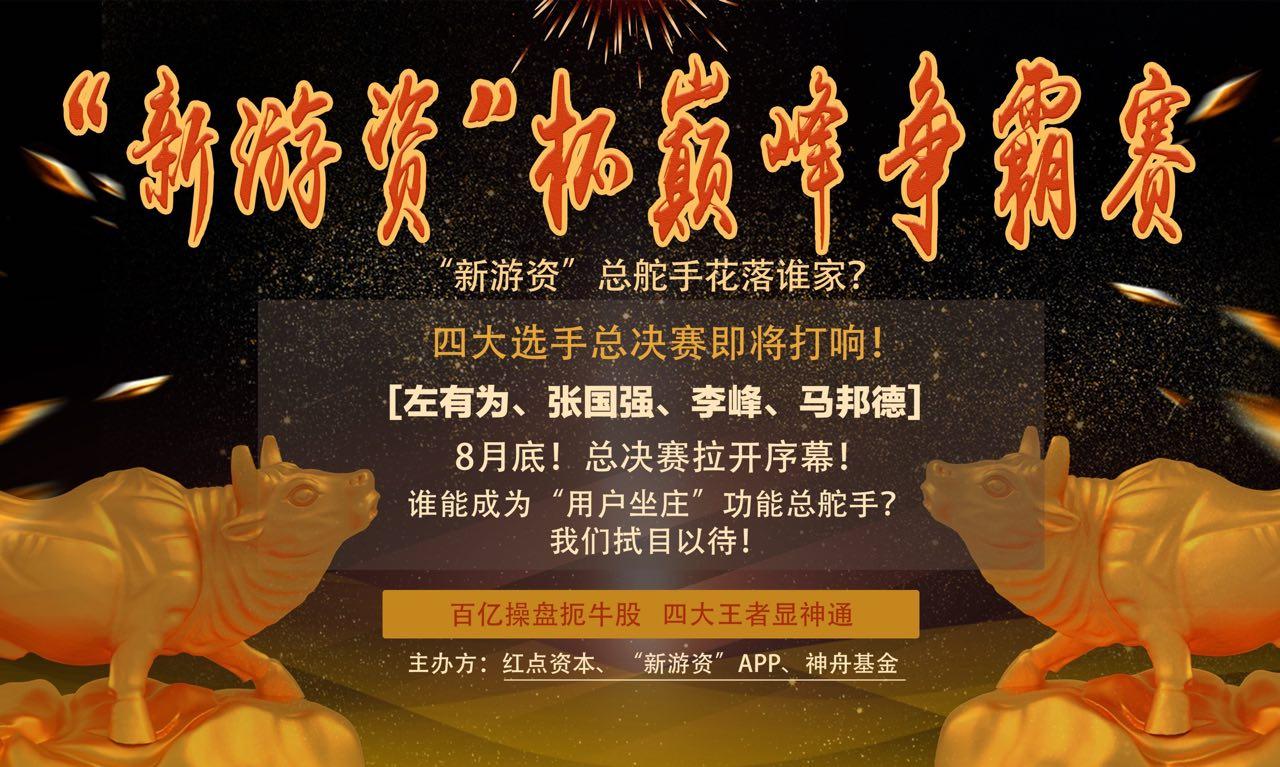 “新游资”杯巅峰争霸赛
“新游资”总舵手花落谁家？
四大选手总决赛即将打响！
[左有为、张国强、李峰、马邦德]
8月底！总决赛拉开序幕！
谁能成为“用户坐庄”功能总舵手？
我们拭目以待！
百亿操盘扼牛股 四大王者显神通
主办方：红点资本、“新游资”APP、神舟基金